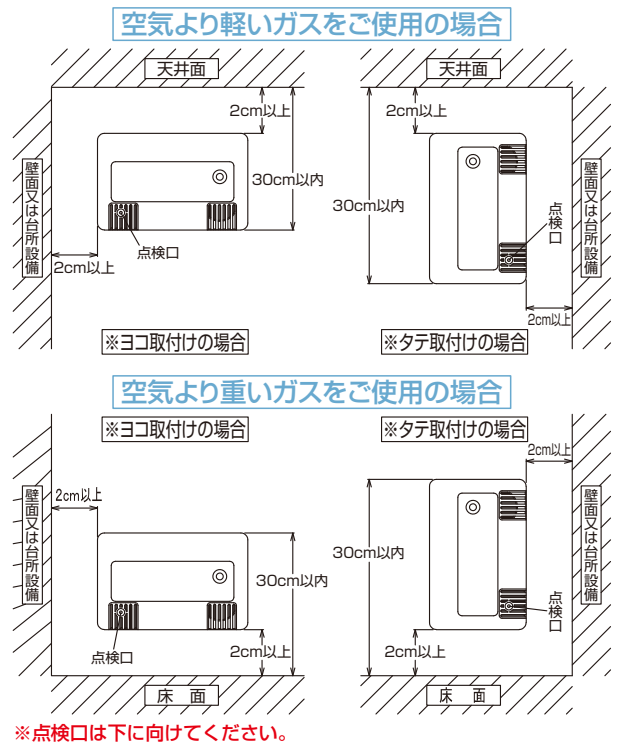 空気より軽いガスをご使用の場合
天井面
2cm以上
30cm以内
壁面又は台所設備
点検口
2cm以上
※ヨコ取付けの場合
天井面
2cm以上
30cm以内
壁面又は台所設備
点検口
2cm以上
※タテ取付けの場合
空気より重いガスをご使用の場合
※ヨコ取付けの場合
2cm以上
壁面又は台所設備
30cm以内
点検口
2cm以上
床 面
※タテ取付けの場合
2cm以上
壁面又は台所設備
30cm以内
点検口
2cm以上
床 面
※点検口は下に向けてください。